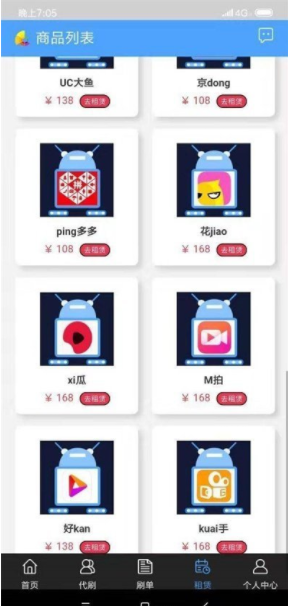 晚上7:05
4G
商品列表
UC大鱼
京dong
¥ 138 去租赁
¥ 108 去租赁
拼
ping多多
花jiao
¥ 108 去租赁
¥ 168 去租赁
xi瓜
M拍
¥ 168 去租赁
¥ 168 去租赁
好kan
kuai手
¥ 138 去租赁
¥ 168 去租赁
首页
代刷
刷单
租赁
个人中心